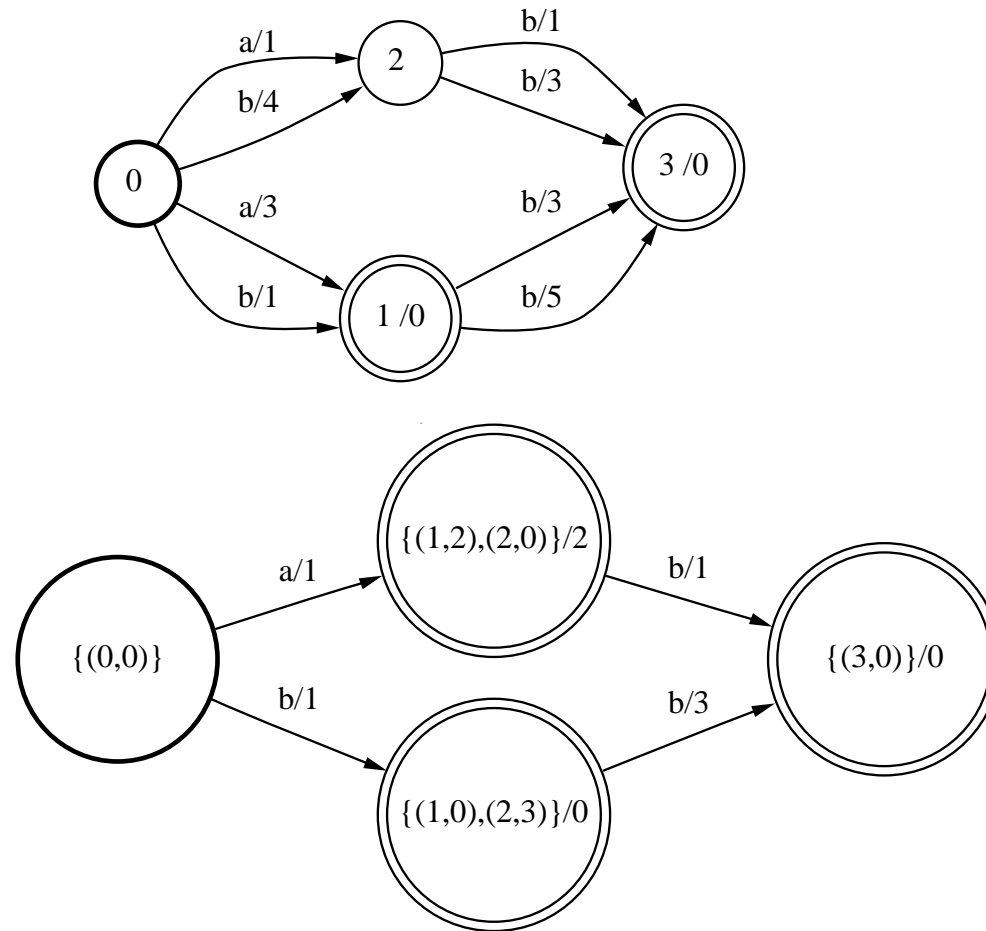 a/1
b/1
2
b/4
b/3
0
3 /0
a/3
b/3
b/1
b/5
1 /0
{(1,2),(2,0)}/2
a/1
b/1
{(0,0)}
{(3,0)}/0
b/1
b/3
{(1,0),(2,3)}/0